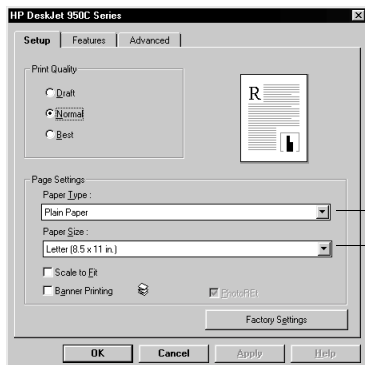 HP DeskJet 950C Series
Setup Features Advanced
Print Quality
Draft
Normal
Best
R
Page Settings
Paper Type :
Plain Paper
Paper Size :
Letter (8.5 x 11 in.)
Scale to Fit
Banner Printing PhotoREt
Factory Settings
OK Cancel Apply Help